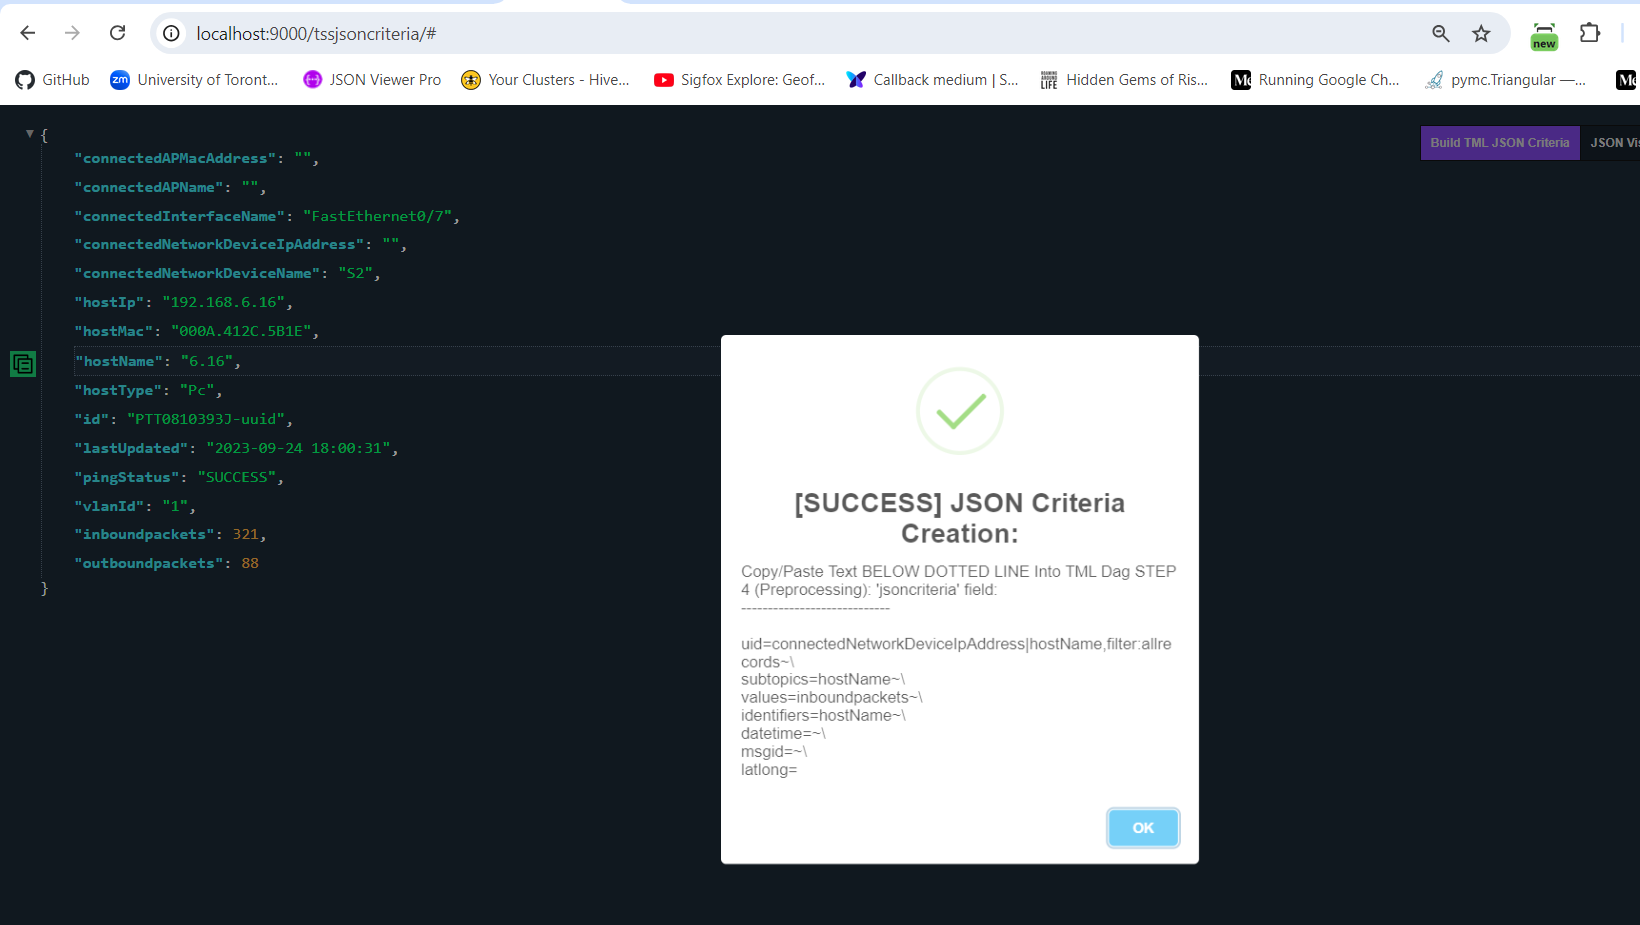 localhost:9000/tssjsoncriteria/#
new
GitHub
zm University of Toront...
JSON Viewer Pro
Your Clusters - Hive...
Sigfox Explore: Geof...
Callback medium | S...
Hidden Gems of Ris...
Running Google Ch...
pymc.Triangular —...
{
"connectedAPMacAddress": "",
"connectedAPName": "",
"connectedInterfaceName": "FastEthernet0/7",
"connectedNetworkDeviceIpAddress": "",
"connectedNetworkDeviceName": "S2",
"hostIp": "192.168.6.16",
"hostMac": "000A.412C.5B1E",
"hostName": "6.16",
"hostType": "Pc",
"id": "PTT0810393J-uuid",
"lastUpdated": "2023-09-24 18:00:31",
"pingStatus": "SUCCESS",
"vlanId": "1",
"inboundpackets": 321,
"outboundpackets": 88
}
Build TML JSON Criteria
JSON Vis
[SUCCESS] JSON Criteria
Creation:
Copy/Paste Text BELOW DOTTED LINE Into TML Dag STEP
4 (Preprocessing): 'jsoncriteria' field:
----------------------------
uid=connectedNetworkDeviceIpAddress|hostName,filter:allre
cords~\
subtopics=hostName~\
values=inboundpackets~\
identifiers=hostName~\
datetime=~\
msgid=~\
latlong=
OK